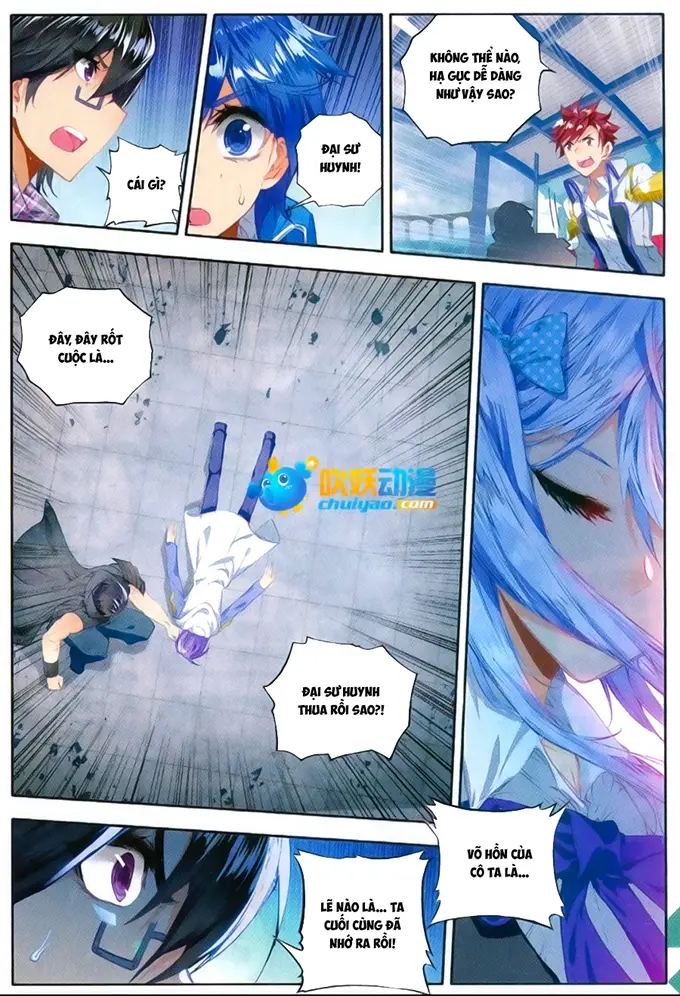 CÁI GÌ?
ĐẠI SƯ
HUYNH!
KHÔNG THỂ NÀO,
HẠ GỤC DỄ DÀNG
NHƯ VẬY SAO?
ĐÂY, ĐÂY RỐT
CUỘC LÀ...
吹妖动漫
chuiyao.com
ĐẠI SƯ HUYNH
THUA RỒI SAO?!
VÕ HỒN CỦA
CÔ TA LÀ...
LẼ NÀO LÀ... TA
CUỐI CÙNG ĐÃ
NHỚ RA RỒI!